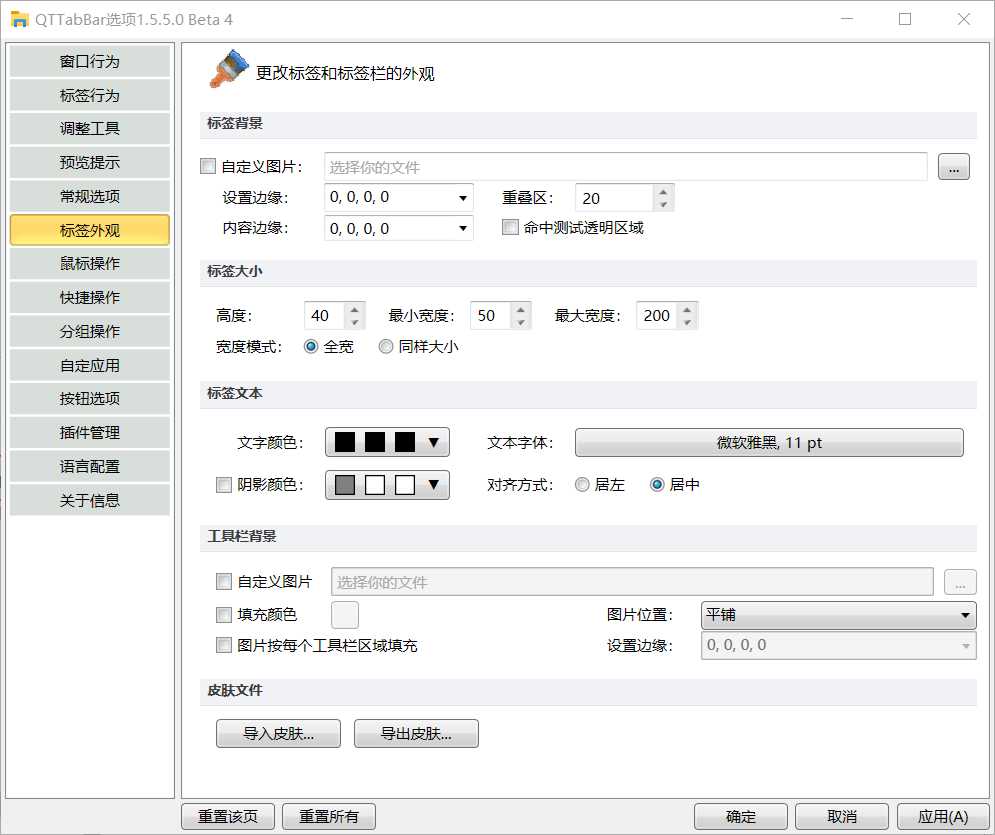 QTTabBar选项1.5.5.0 Beta 4
窗口行为
标签行为
调整工具
预览提示
常规选项
标签外观
鼠标操作
快捷操作
分组操作
自定应用
按钮选项
插件管理
语言配置
关于信息
更改标签和标签栏的外观
标签背景
自定义图片: 选择你的文件 ...
设置边缘: 0, 0, 0, 0 重叠区: 20
内容边缘: 0, 0, 0, 0 命中测试透明区域
标签大小
高度: 40 最小宽度: 50 最大宽度: 200
宽度模式: 全宽 同样大小
标签文本
文字颜色: 文本字体: 微软雅黑, 11 pt
阴影颜色: 对齐方式: 居左 居中
工具栏背景
自定义图片 选择你的文件 ...
填充颜色 图片位置: 平铺
图片按每个工具栏区域填充 设置边缘: 0, 0, 0, 0
皮肤文件
导入皮肤... 导出皮肤...
重置该页 重置所有 确定 取消 应用(A)